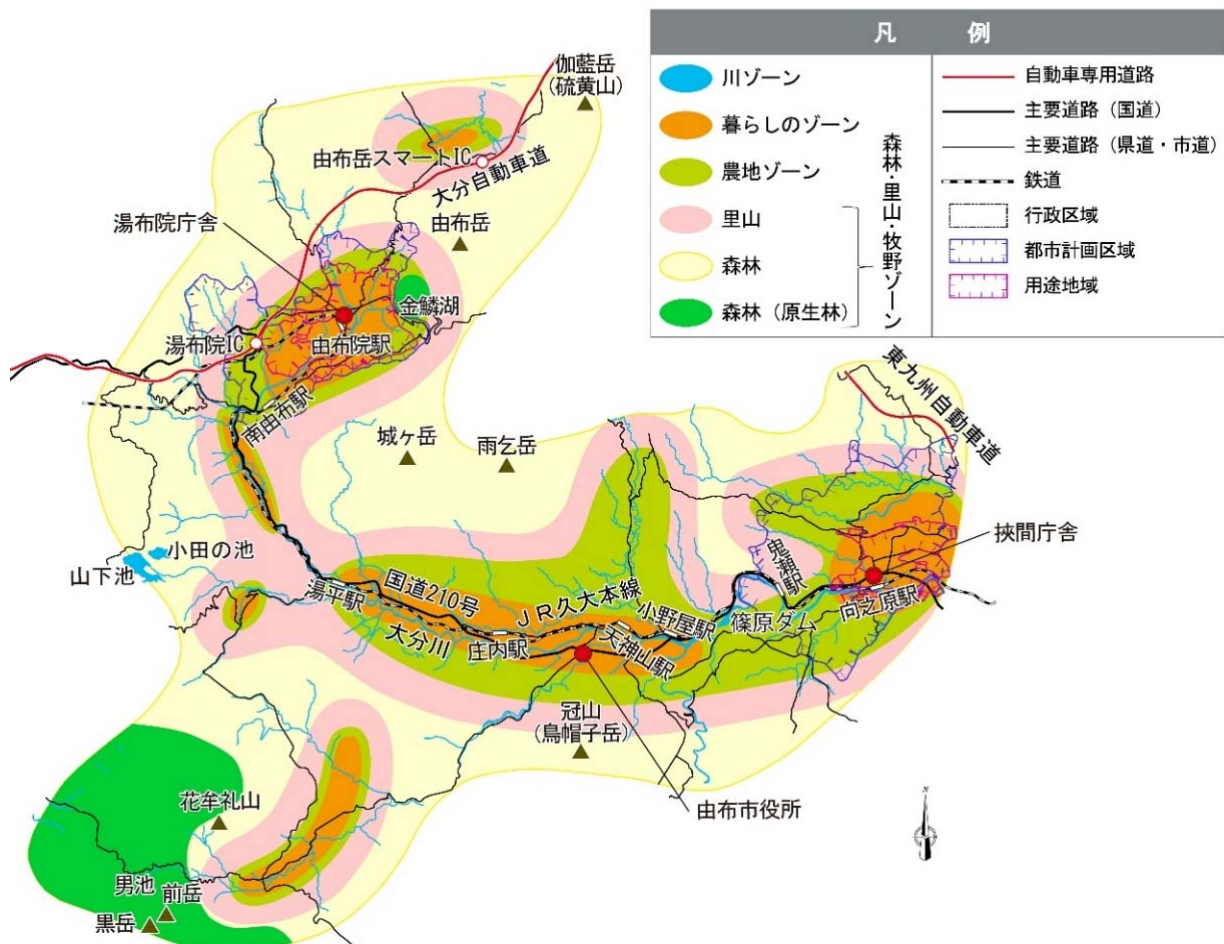 凡 例
川ゾーン
暮らしのゾーン
農地ゾーン
里山
森林
森林（原生林）
森林・里山・牧野ゾーン
自動車専用道路
主要道路（国道）
主要道路（県道・市道）
鉄道
行政区域
都市計画区域
用途地域
伽藍岳
（硫黄山）
由布岳スマートIC
大分自動車道
湯布院庁舎
由布岳
金鱗湖
湯布院IC
由布院駅
南由布駅
城ヶ岳
雨乞岳
東九州自動車道
小田の池
山下池
挾間庁舎
鬼瀬駅
湯平駅
国道210号
JR久大本線
小野屋駅
篠原ダム
向之原駅
大分川
庄内駅
天神山駅
冠山
（烏帽子岳）
花牟礼山
由布市役所
男池
前岳
黒岳
N